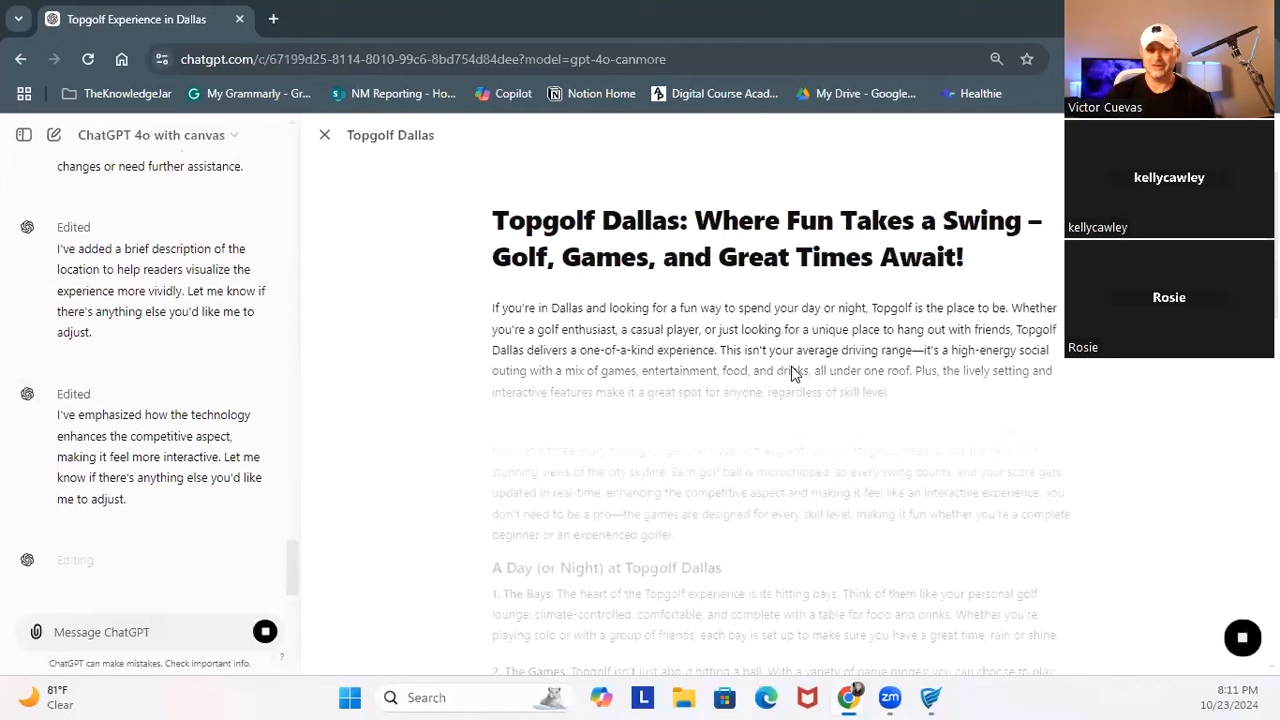 Topgolf Experience in Dallas
chatgpt.com/c/67199d25-8114-8010-99c6-8bd754d84dee?model=gpt-4o-canmore
TheKnowledgeJar
My Grammarly - Gr...
NM Reporting - Ho...
Copilot
Notion Home
Digital Course Acad...
My Drive - Google...
Healthie
ChatGPT 4o with canvas
Topgolf Dallas
changes or need further assistance.
Edited
I've added a brief description of the
location to help readers visualize the
experience more vividly. Let me know if
there's anything else you'd like me to
adjust.
Edited
I've emphasized how the technology
enhances the competitive aspect,
making it feel more interactive. Let me
know if there's anything else you'd like
me to adjust.
Editing
Message ChatGPT
ChatGPT can make mistakes. Check important info.
?
Topgolf Dallas: Where Fun Takes a Swing –
Golf, Games, and Great Times Await!
If you're in Dallas and looking for a fun way to spend your day or night, Topgolf is the place to be. Whether
you're a golf enthusiast, a casual player, or just looking for a unique place to hang out with friends, Topgolf
Dallas delivers a one-of-a-kind experience. This isn't your average driving range—it's a high-energy social
outing with a mix of games, entertainment, food, and drinks, all under one roof. Plus, the lively setting and
interactive features make it a great spot for anyone, regardless of skill level.
stunning views of the city skyline. Each golf ball is microchipped, so every swing counts, and your score gets
updated in real-time, enhancing the competitive aspect and making it feel like an interactive experience. You
don't need to be a pro—the games are designed for every skill level, making it fun whether you're a complete
beginner or an experienced golfer.
A Day (or Night) at Topgolf Dallas
1. The Bays: The heart of the Topgolf experience is its hitting bays. Think of them like your personal golf
lounge: climate-controlled, comfortable, and complete with a table for food and drinks. Whether you're
playing solo or with a group of friends, each bay is set up to make sure you have a great time, rain or shine.
2. The Games: Topgolf isn't just about hitting a ball. With a variety of game modes, you can choose to play
Victor Cuevas
kellycawley
kellycawley
Rosie
Rosie
81°F
Clear
Search
8:11 PM
10/23/2024